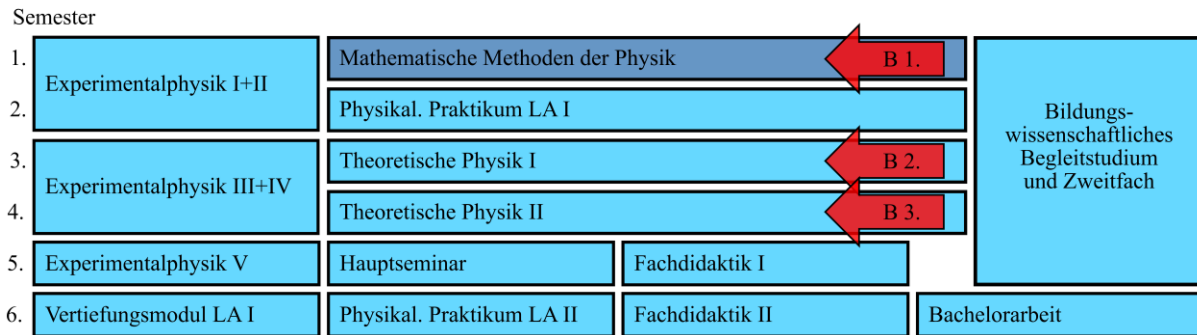 Semester
1.
Experimentalphysik I+II
Mathematische Methoden der Physik
B 1.
2.
Physikal. Praktikum LA I
Bildungs-
wissenschaftliches
Begleitstudium
und Zweitfach
3.
Experimentalphysik III+IV
Theoretische Physik I
B 2.
4.
Theoretische Physik II
B 3.
5.
Experimentalphysik V
Hauptseminar
Fachdidaktik I
6.
Vertiefungsmodul LA I
Physikal. Praktikum LA II
Fachdidaktik II
Bachelorarbeit